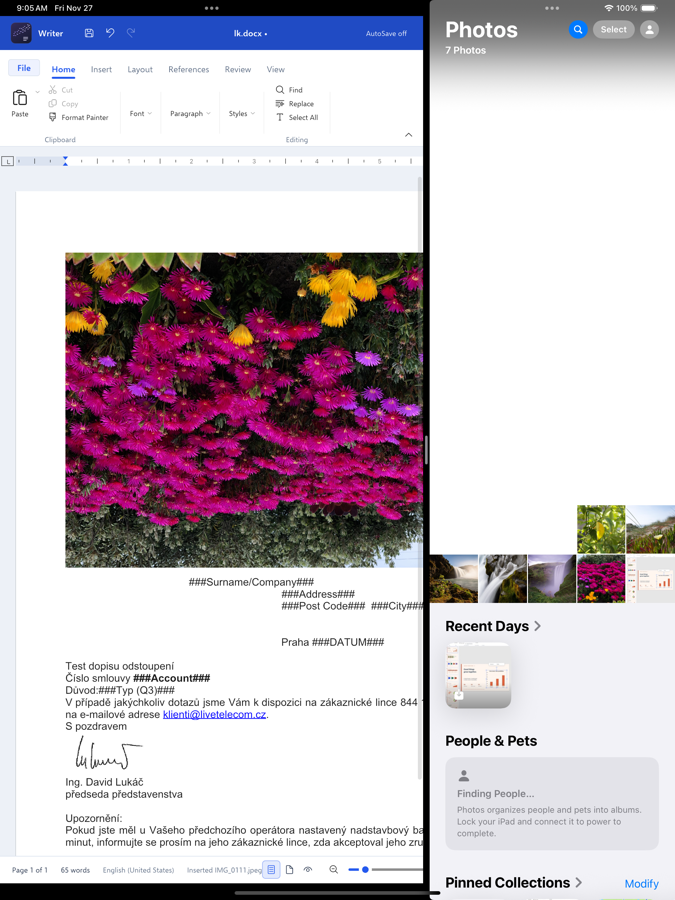 9:05 AM Fri Nov 27
100%
Writer
lk.docx •
AutoSave off
File Home Insert Layout References Review View
Paste
Cut
Copy
Format Painter
Clipboard
Font
Paragraph
Styles
Find
Replace
Select All
Editing
L
1 2 3 4 5
###Surname/Company###
###Address###
###Post Code### ###City###
Praha ###DATUM###
Test dopisu odstoupení
Číslo smlouvy ###Account###
Důvod:###Typ (Q3)###
V případě jakýchkoliv dotazů jsme Vám k dispozici na zákaznické lince 844
na e-mailové adrese klienti@livetelecom.cz.
S pozdravem
Ing. David Lukáč
předseda představenstva
Upozornění:
Pokud jste měl u Vašeho předchozího operátora nastavený nadstavbový ba
minut, informujte se prosím na jeho zákaznické lince, zda akceptoval jeho zru
Page 1 of 1 65 words English (United States) Inserted IMG_0111.jpeg
Photos
7 Photos
Select
Recent Days
People & Pets
Finding People...
Photos organizes people and pets into albums.
Lock your iPad and connect it to power to
complete.
Pinned Collections
Modify